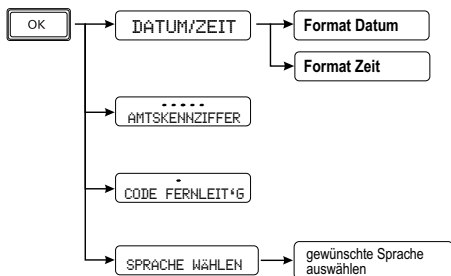 OK
DATUM/ZEIT
Format Datum
Format Zeit
AMTSKENNZIFFER
CODE FERNLEIT‘G
SPRACHE WÄHLEN
gewünschte Sprache
auswählen